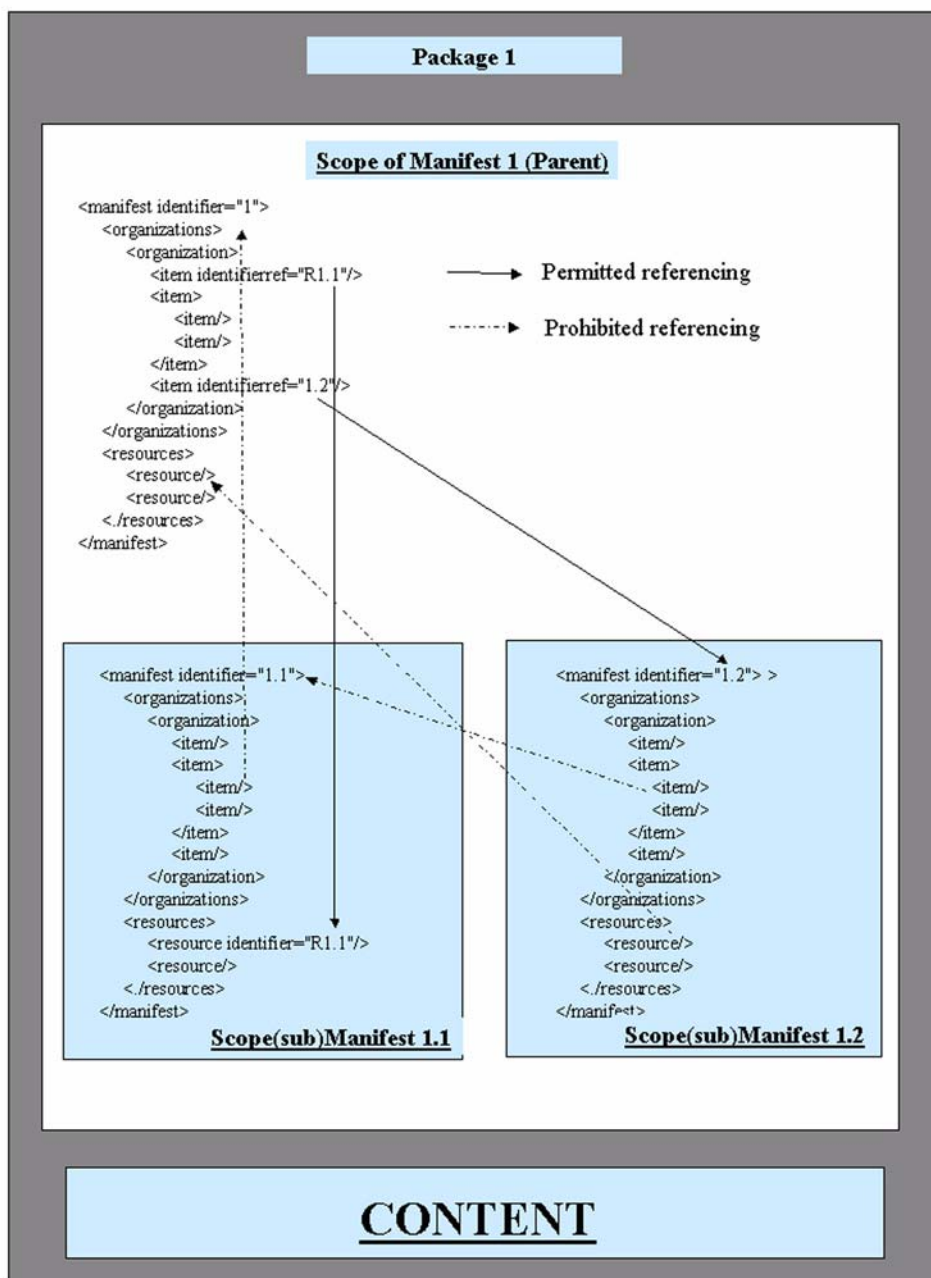 Package 1
Scope of Manifest 1 (Parent)
<manifest identifier="1">
<organizations>
<organization>
<item identifierref="R1.1"/>
<item>
<item/>
<item/>
</item>
<item identifierref="1.2"/>
</organization>
</organizations>
<resources>
<resource/>
<resource/>
<./resources>
</manifest>
Permitted referencing
Prohibited referencing
<manifest identifier="1.1">
<organizations>
<organization>
<item/>
<item>
<item/>
<item/>
</item>
<item/>
</organization>
</organizations>
<resources>
<resource identifier="R1.1"/>
<resource/>
<./resources>
</manifest>
Scope(sub)Manifest 1.1
<manifest identifier="1.2"> >
<organizations>
<organization>
<item/>
<item>
<item/>
<item/>
</item>
<item/>
</organization>
</organizations>
<resources>
<resource/>
<resource/>
<./resources>
</manifest>
Scope(sub)Manifest 1.2
CONTENT